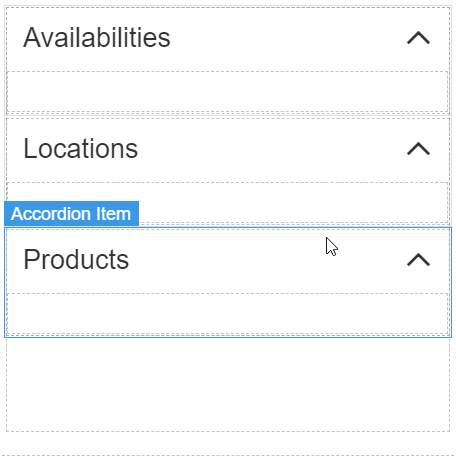 Availabilities
Locations
Accordion Item
Products